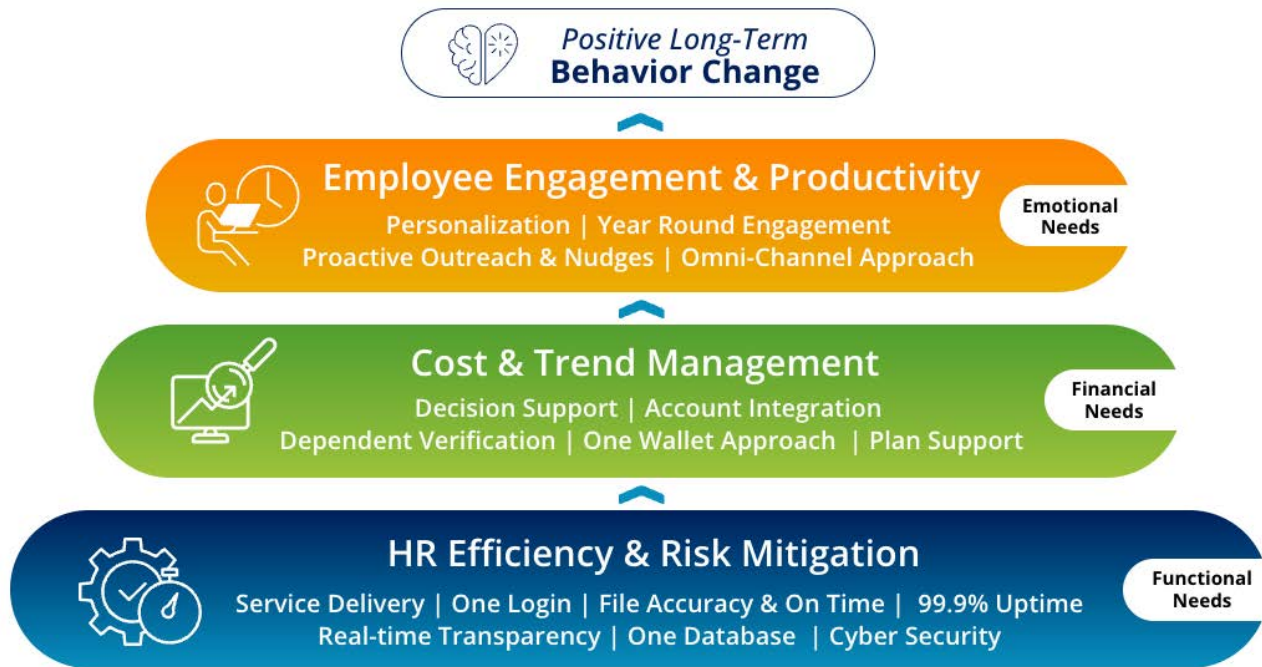 Positive Long-Term
Behavior Change
Employee Engagement & Productivity
Personalization | Year Round Engagement
Proactive Outreach & Nudges | Omni-Channel Approach
Emotional
Needs
Cost & Trend Management
Decision Support | Account Integration
Dependent Verification | One Wallet Approach | Plan Support
Financial
Needs
HR Efficiency & Risk Mitigation
Service Delivery | One Login | File Accuracy & On Time | 99.9% Uptime
Real-time Transparency | One Database | Cyber Security
Functional
Needs